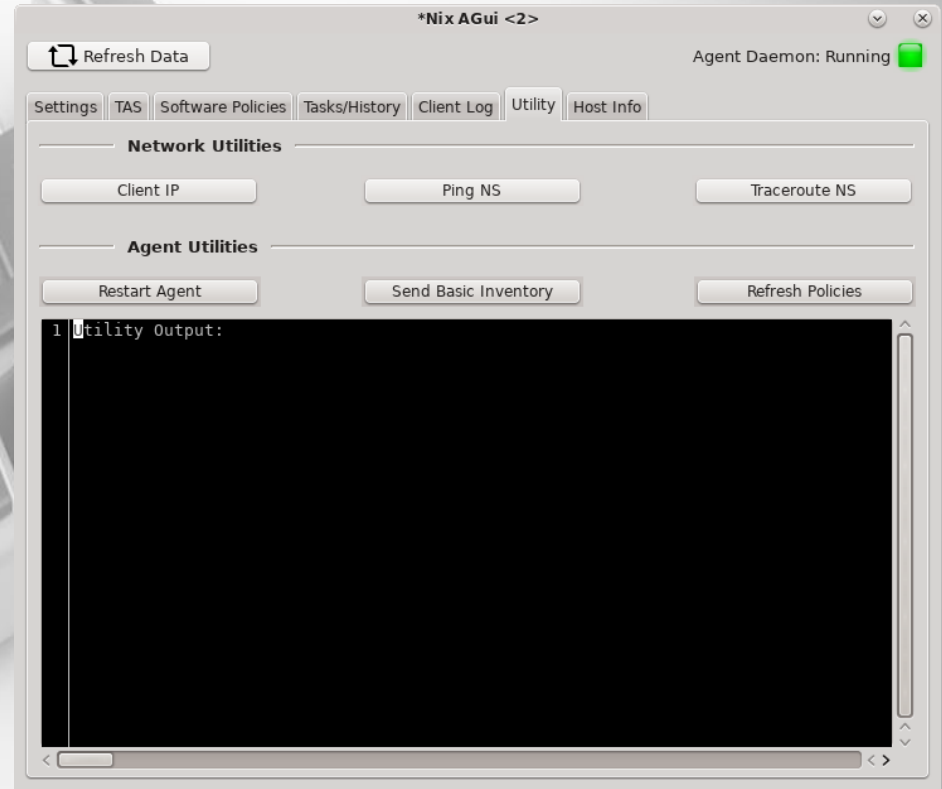 *Nix AGui <2>
Refresh Data
Agent Daemon: Running
Settings TAS Software Policies Tasks/History Client Log Utility Host Info
Network Utilities
Client IP Ping NS Traceroute NS
Agent Utilities
Restart Agent Send Basic Inventory Refresh Policies
1 Utility Output: